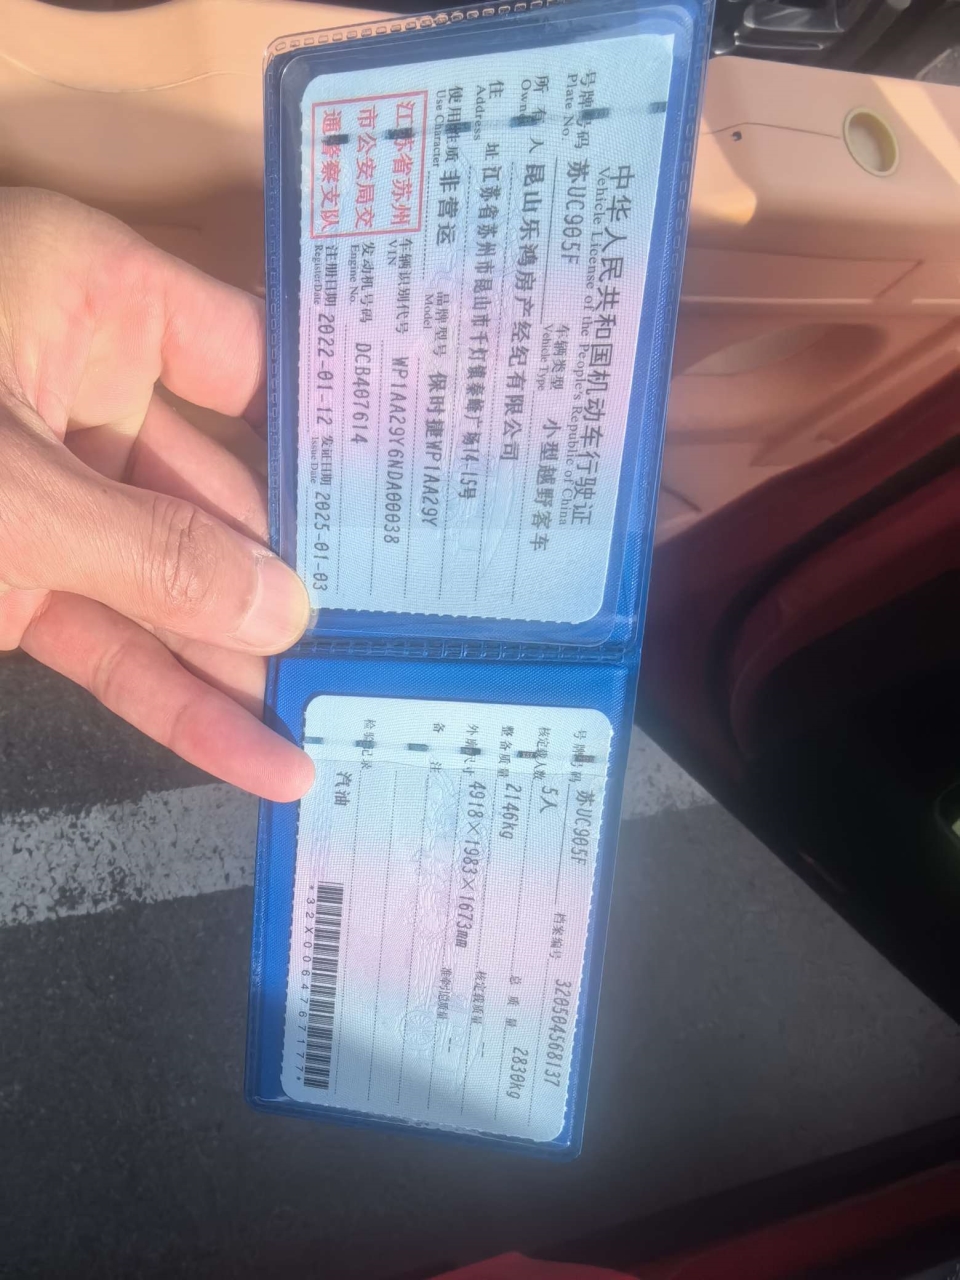 中华人民共和国机动车行驶证
Vehicle License of the People's Republic of China
号牌号码 苏UC905F 车辆类型 小型越野客车
Plate No. Vehicle Type
所有人 昆山乐鸿房产经纪有限公司
Owner
住址 江苏省苏州市昆山市千灯镇秦峰广场14-15号
Address
使用性质 非营运 品牌型号 保时捷WP1AA29Y
Use Character Model
江苏省苏州
市公安局交
通警察支队
车辆识别代号 WP1AA29Y6NDA00038
VIN
发动机号码 DCB407614
Engine No.
注册日期 2022-01-12 发证日期 2025-01-03
Register Date Issue Date
号牌号码 苏UC905F 档案编号 320504568137
核定载人数 5人 总质量 2830kg
整备质量 2146kg 核定载质量 --
外廓尺寸 4918×1983×1673mm 准牵引总质量 --
备注
检验记录
汽油
*32X0064767177*